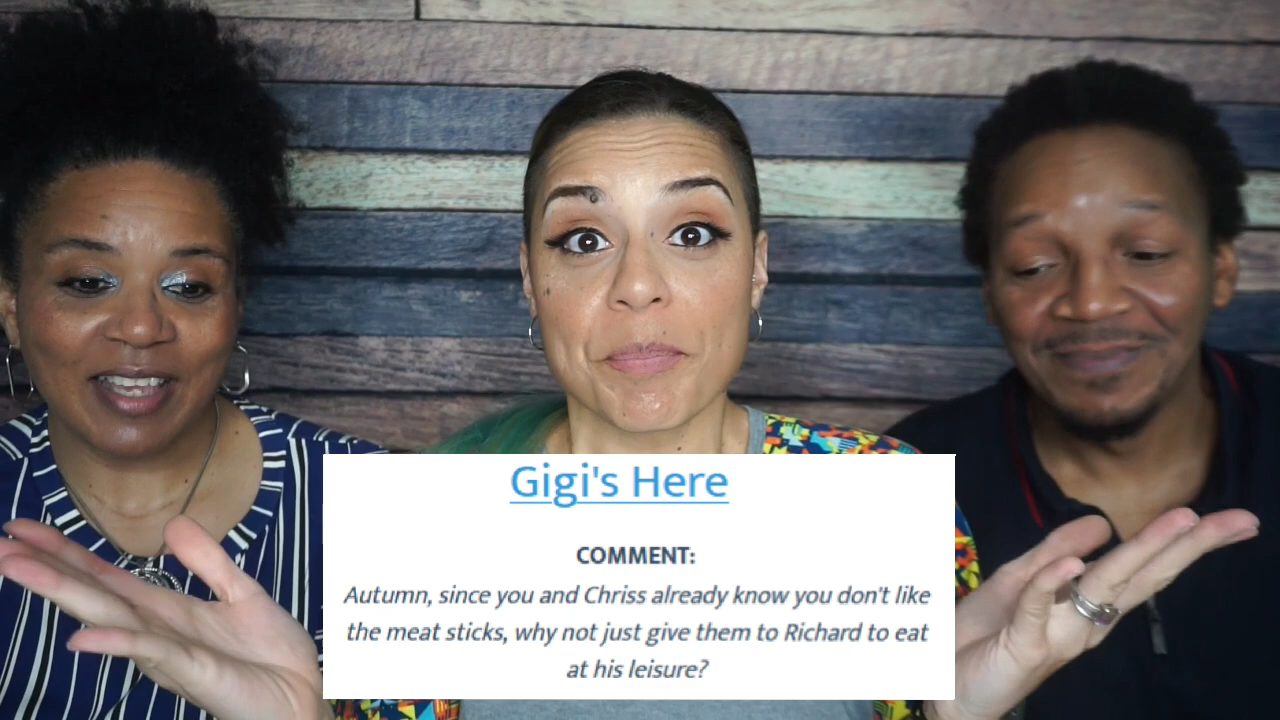 Gigi's Here
COMMENT:
Autumn, since you and Chriss already know you don't like
the meat sticks, why not just give them to Richard to eat
at his leisure?